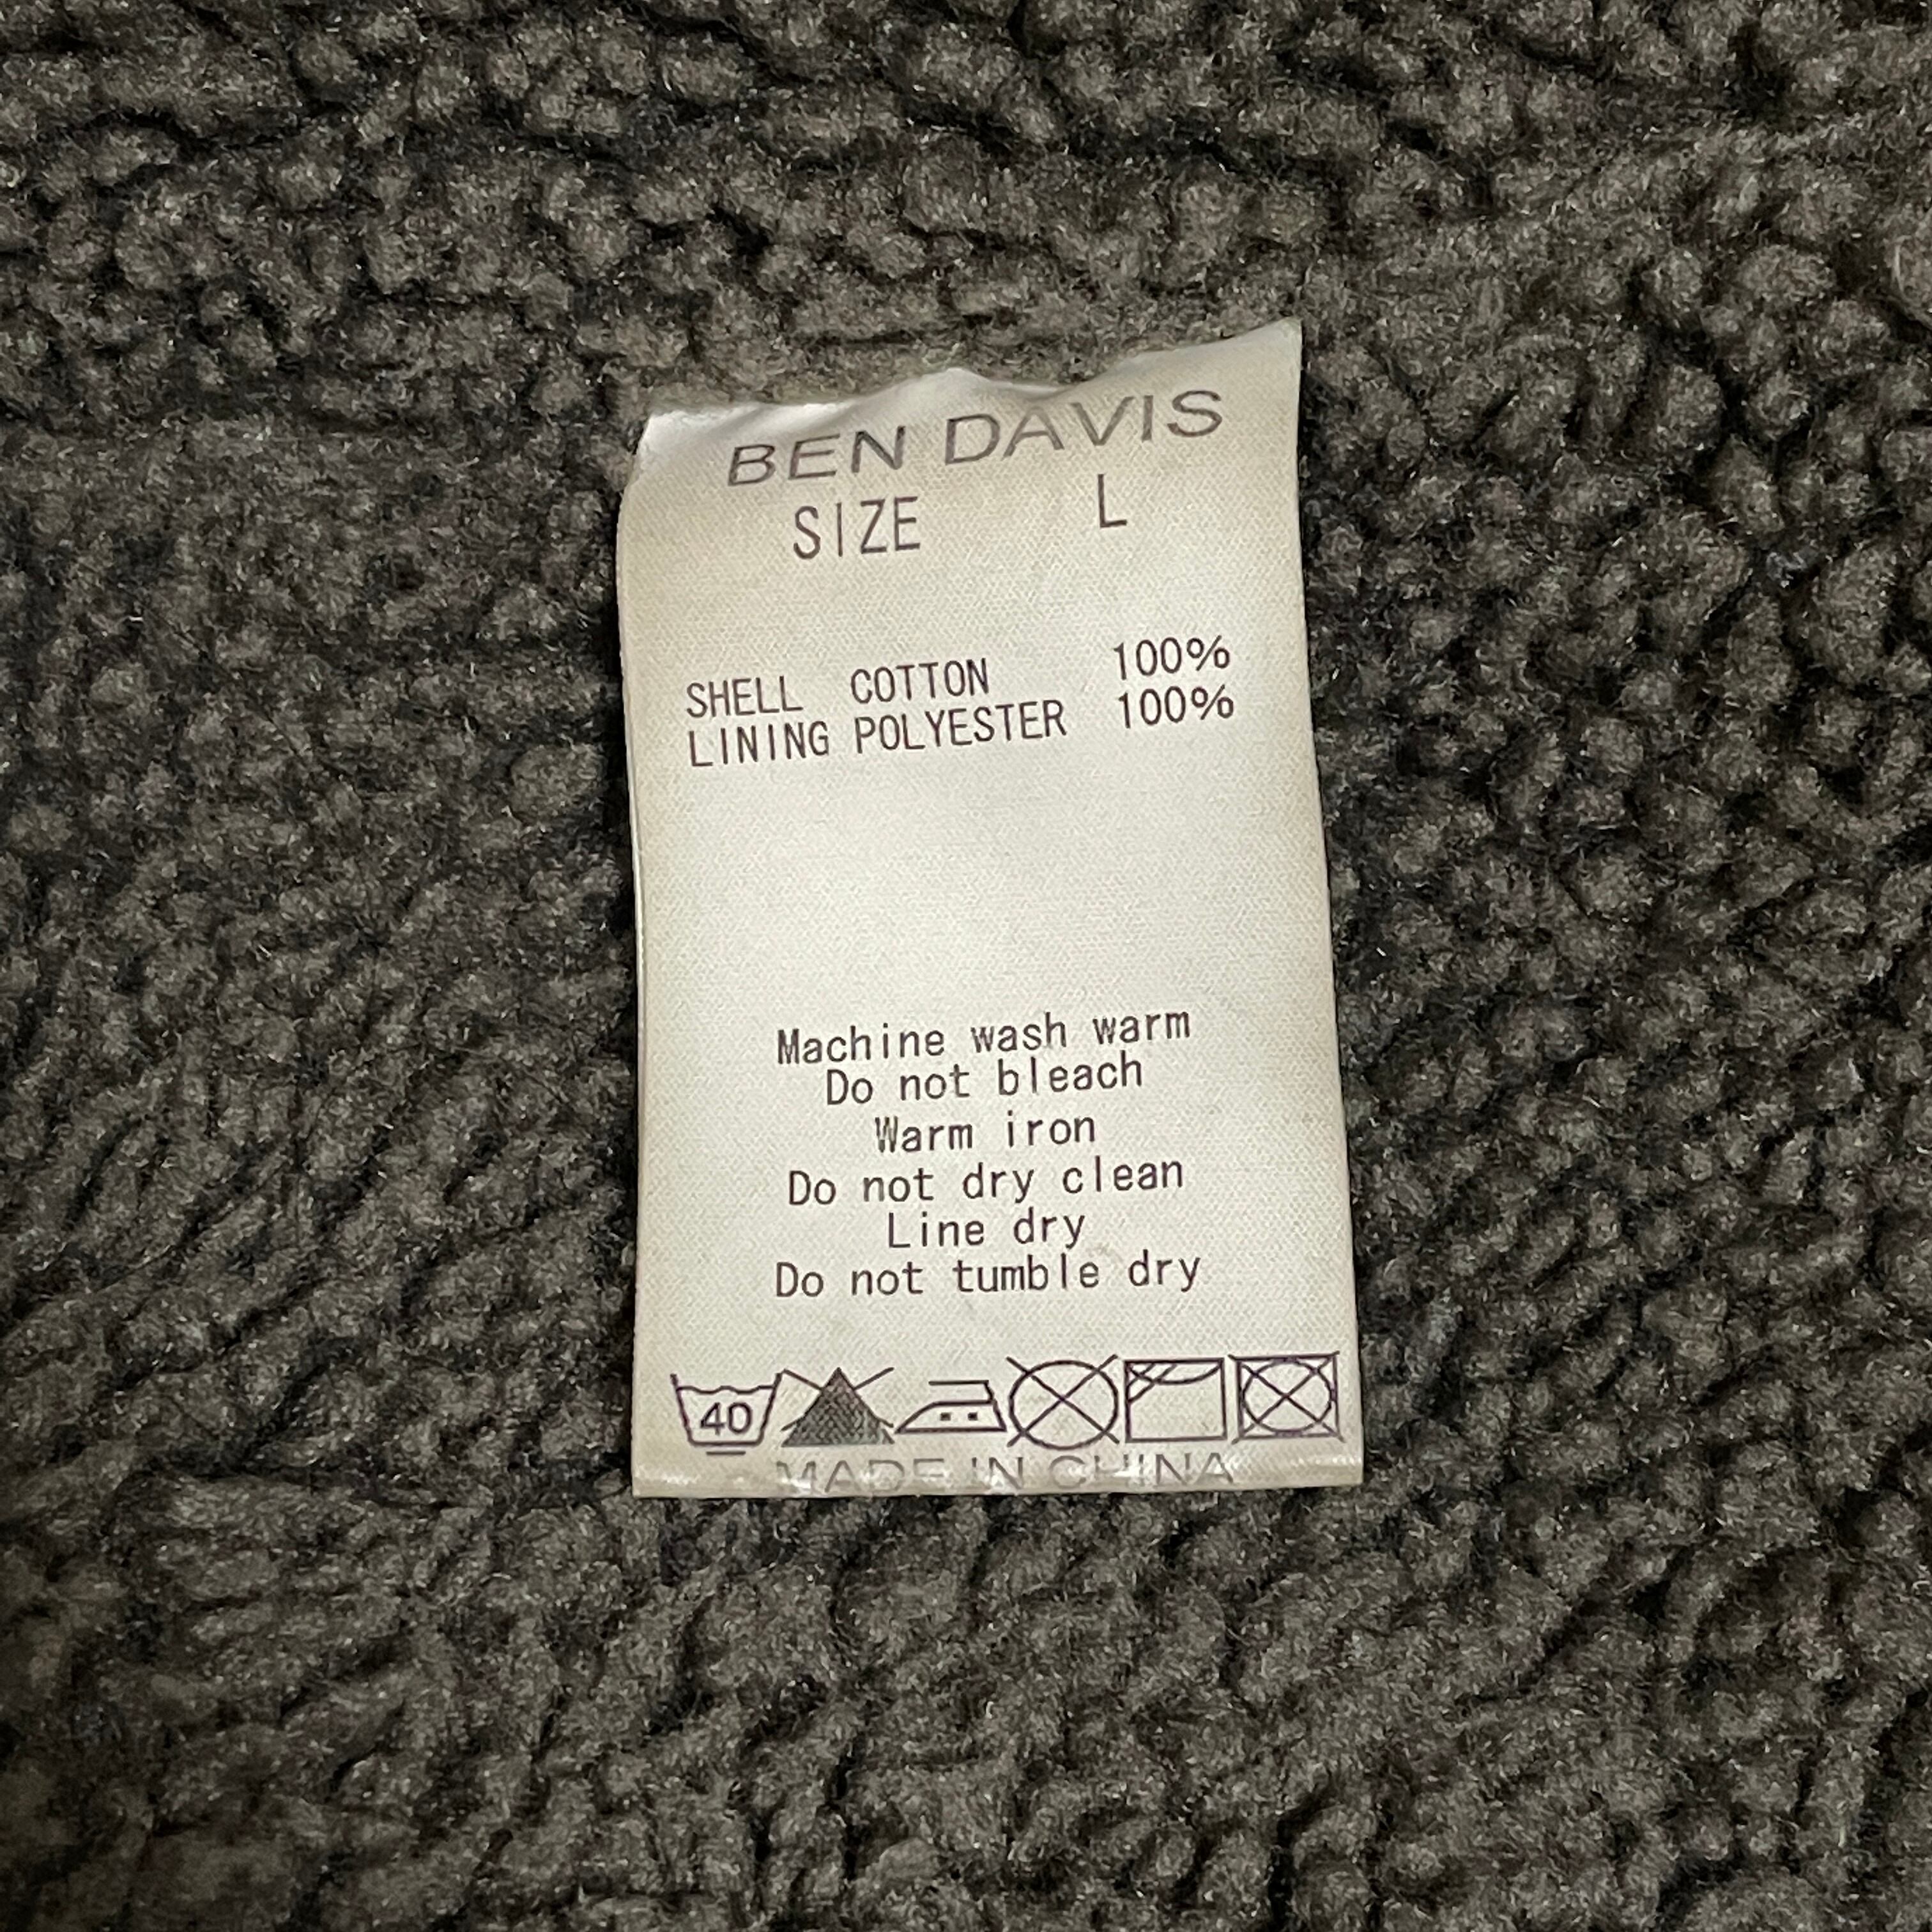 BEN DAVIS
SIZE L
SHELL COTTON 100%
LINING POLYESTER 100%
Machine wash warm
Do not bleach
Warm iron
Do not dry clean
Line dry
Do not tumble dry
40
MADE IN CHINA